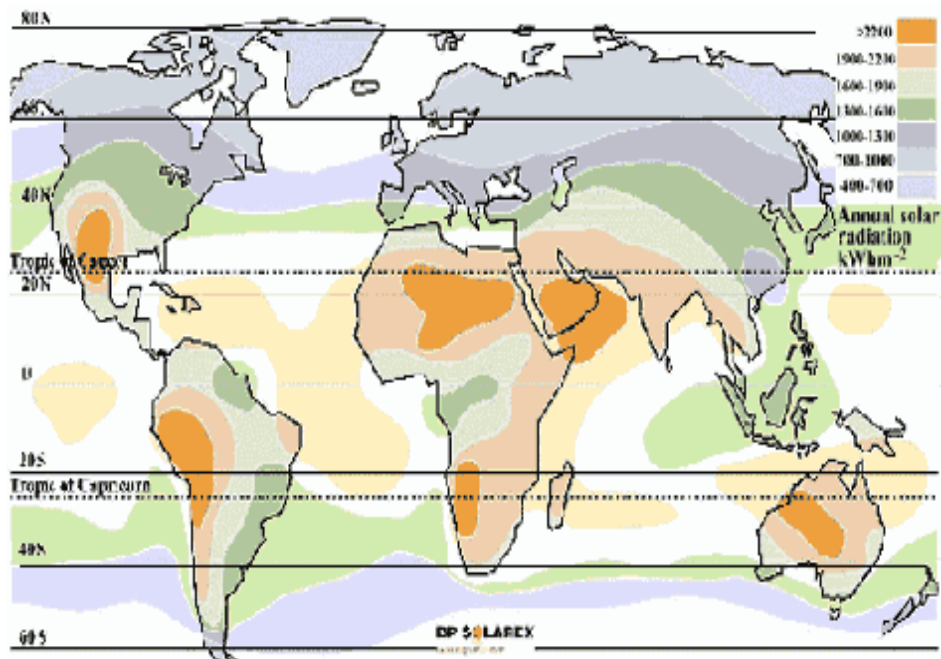 80N
>2200
1900-2200
1600-1900
1300-1600
1000-1300
700-1000
400-700
60N
40N
Annual solar
radiation
kWhm-2
Tropic of Cancer
20N
0
20S
Tropic of Capricorn
40N
60S
BP SOLAREX